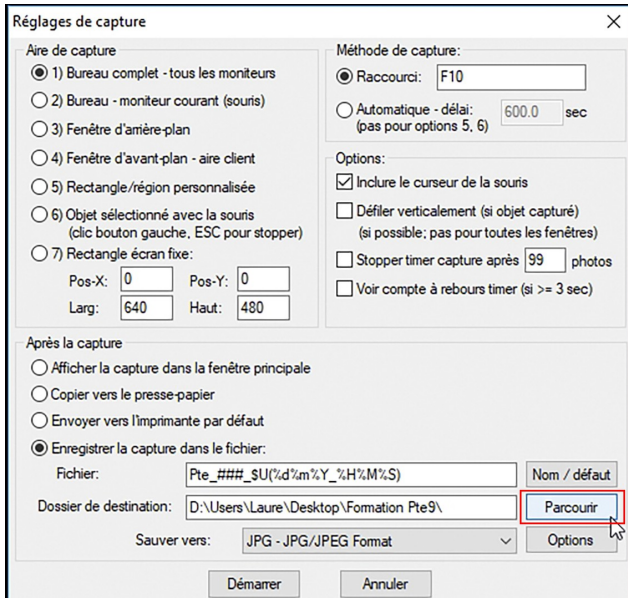 Réglages de capture
Aire de capture
1) Bureau complet - tous les moniteurs
2) Bureau - moniteur courant (souris)
3) Fenêtre d'arrière-plan
4) Fenêtre d'avant-plan - aire client
5) Rectangle/région personnalisée
6) Objet sélectionné avec la souris
(clic bouton gauche, ESC pour stopper)
7) Rectangle écran fixe:
Pos-X: 0 Pos-Y: 0
Larg: 640 Haut: 480
Méthode de capture:
Raccourci: F10
Automatique - délai: 600.0 sec
(pas pour options 5, 6)
Options:
Inclure le curseur de la souris
Défiler verticalement (si objet capturé)
(si possible; pas pour toutes les fenêtres)
Stopper timer capture après 99 photos
Voir compte à rebours timer (si >= 3 sec)
Après la capture
Afficher la capture dans la fenêtre principale
Copier vers le presse-papier
Envoyer vers l'imprimante par défaut
Enregistrer la capture dans le fichier:
Fichier: Pte_###_$U(%d%m%Y_%H%M%S) Nom / défaut
Dossier de destination: D:\Users\Laure\Desktop\Formation Pte9\ Parcourir
Sauver vers: JPG - JPG/JPEG Format Options
Démarrer Annuler